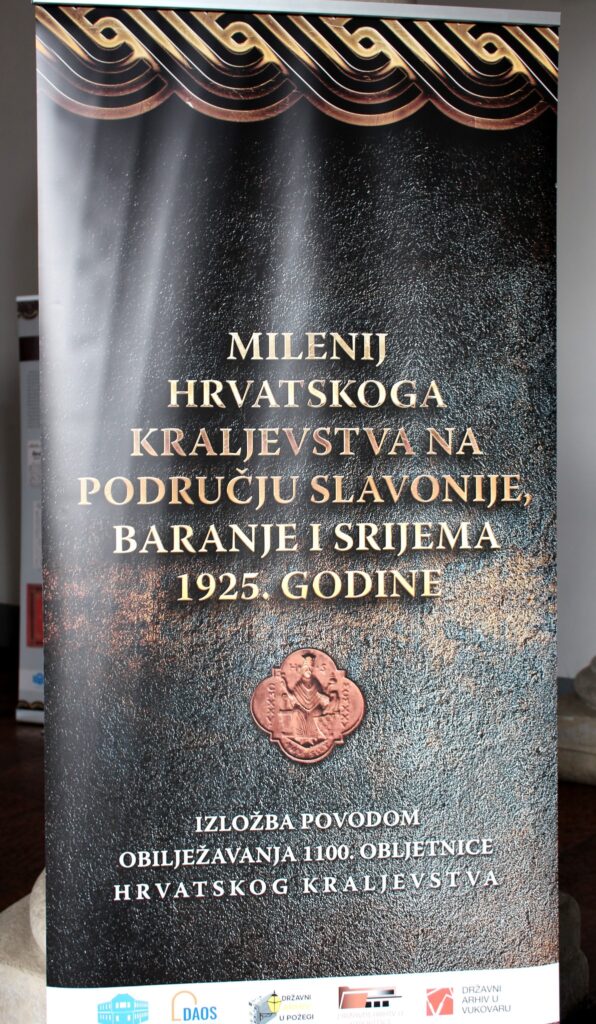 MILENIJ
HRVATSKOGA
KRALJEVSTVA NA
PODRUČJU SLAVONIJE,
BARANJE I SRIJEMA
1925. GODINE
IZLOŽBA POVODOM
OBILJEŽAVANJA 1100. OBLJETNICE
HRVATSKOG KRALJEVSTVA
DAOS
DRŽAVNI
U POŽEGI
DRŽAVNI
ARHIV U
VUKOVARU